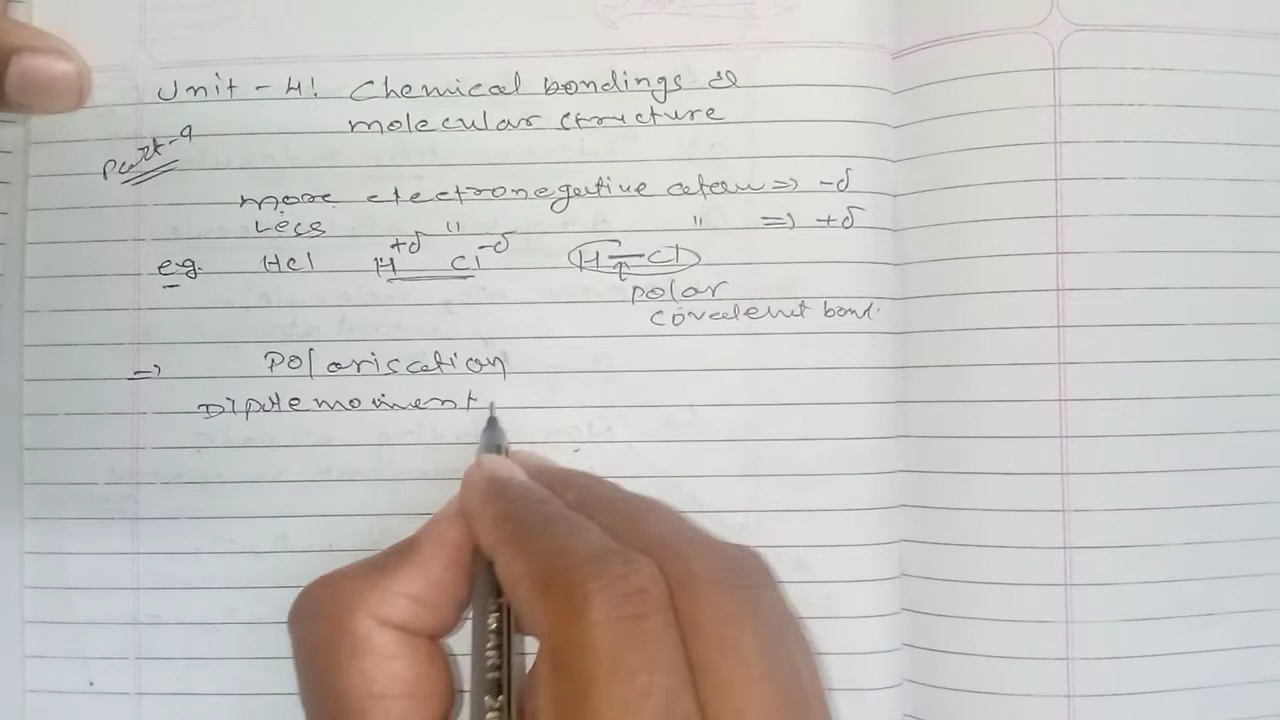 Unit - 4! Chemical bondings &
molecular structure
Part-9
more electronegative atom => -δ
Less " " => +δ
e.g. HCl H+δ Cl-δ H-Cl
polar
covalent bond.
=> Polarisation
Dipole moment